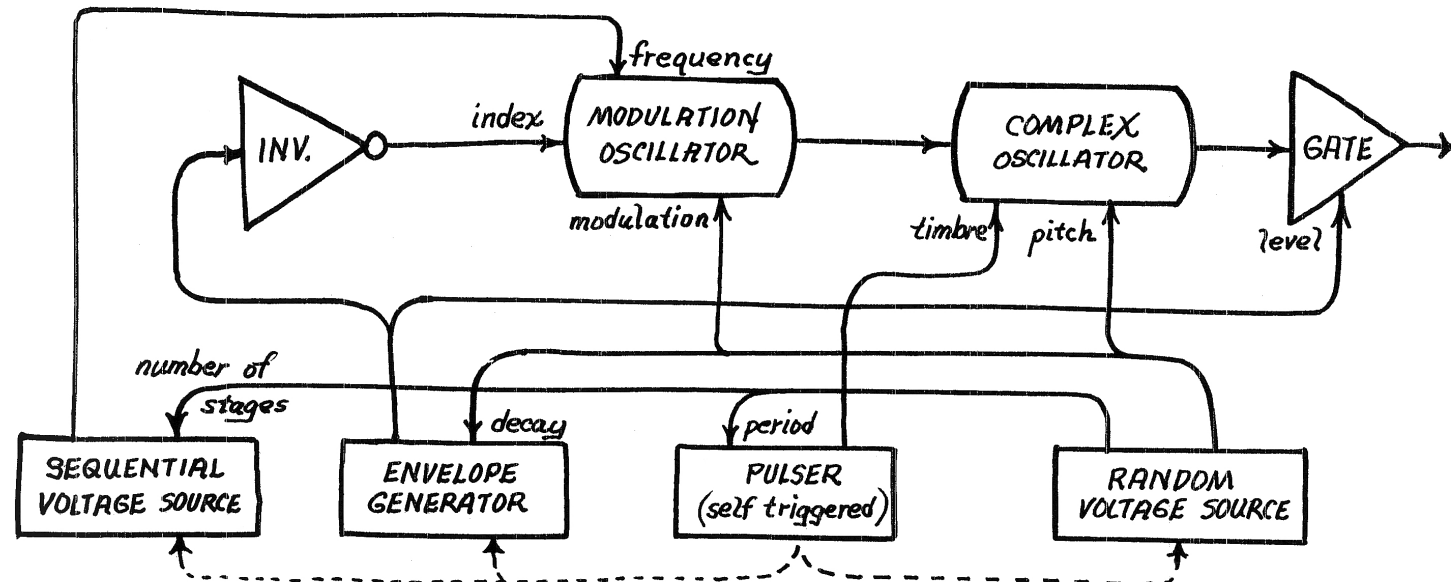 frequency
INV.
index
MODULATION
OSCILLATOR
COMPLEX
OSCILLATOR
GATE
modulation
timbre
pitch
level
number of
stages
decay
period
SEQUENTIAL
VOLTAGE SOURCE
ENVELOPE
GENERATOR
PULSER
(self triggered)
RANDOM
VOLTAGE SOURCE